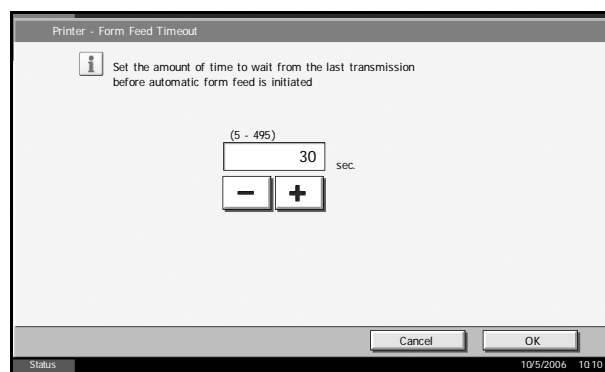 Printer - Form Feed Timeout
Set the amount of time to wait from the last transmission
before automatic form feed is initiated
(5 - 495)
30 sec.
Cancel OK
Status 10/5/2006 10:10